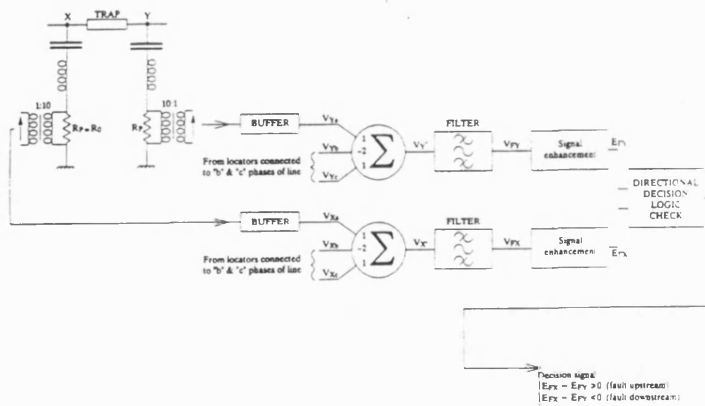 X TRAP Y
1:10
10:1
RP = R0
RP
BUFFER
VYa
VYb
VYc
1
-2
1
Σ
VY'
FILTER
VFY
Signal
enhancement
EFY
From locators connected
to "b" & "c" phases of line
DIRECTIONAL
DECISION
LOGIC
CHECK
BUFFER
VXa
VXb
VXc
1
-2
1
Σ
VX'
FILTER
VFX
Signal
enhancement
EFX
From locators connected
to "b" & "c" phases of line
Decision signal
EFX – EFY >0 (fault upstream)
EFX – EFY <0 (fault downstream)